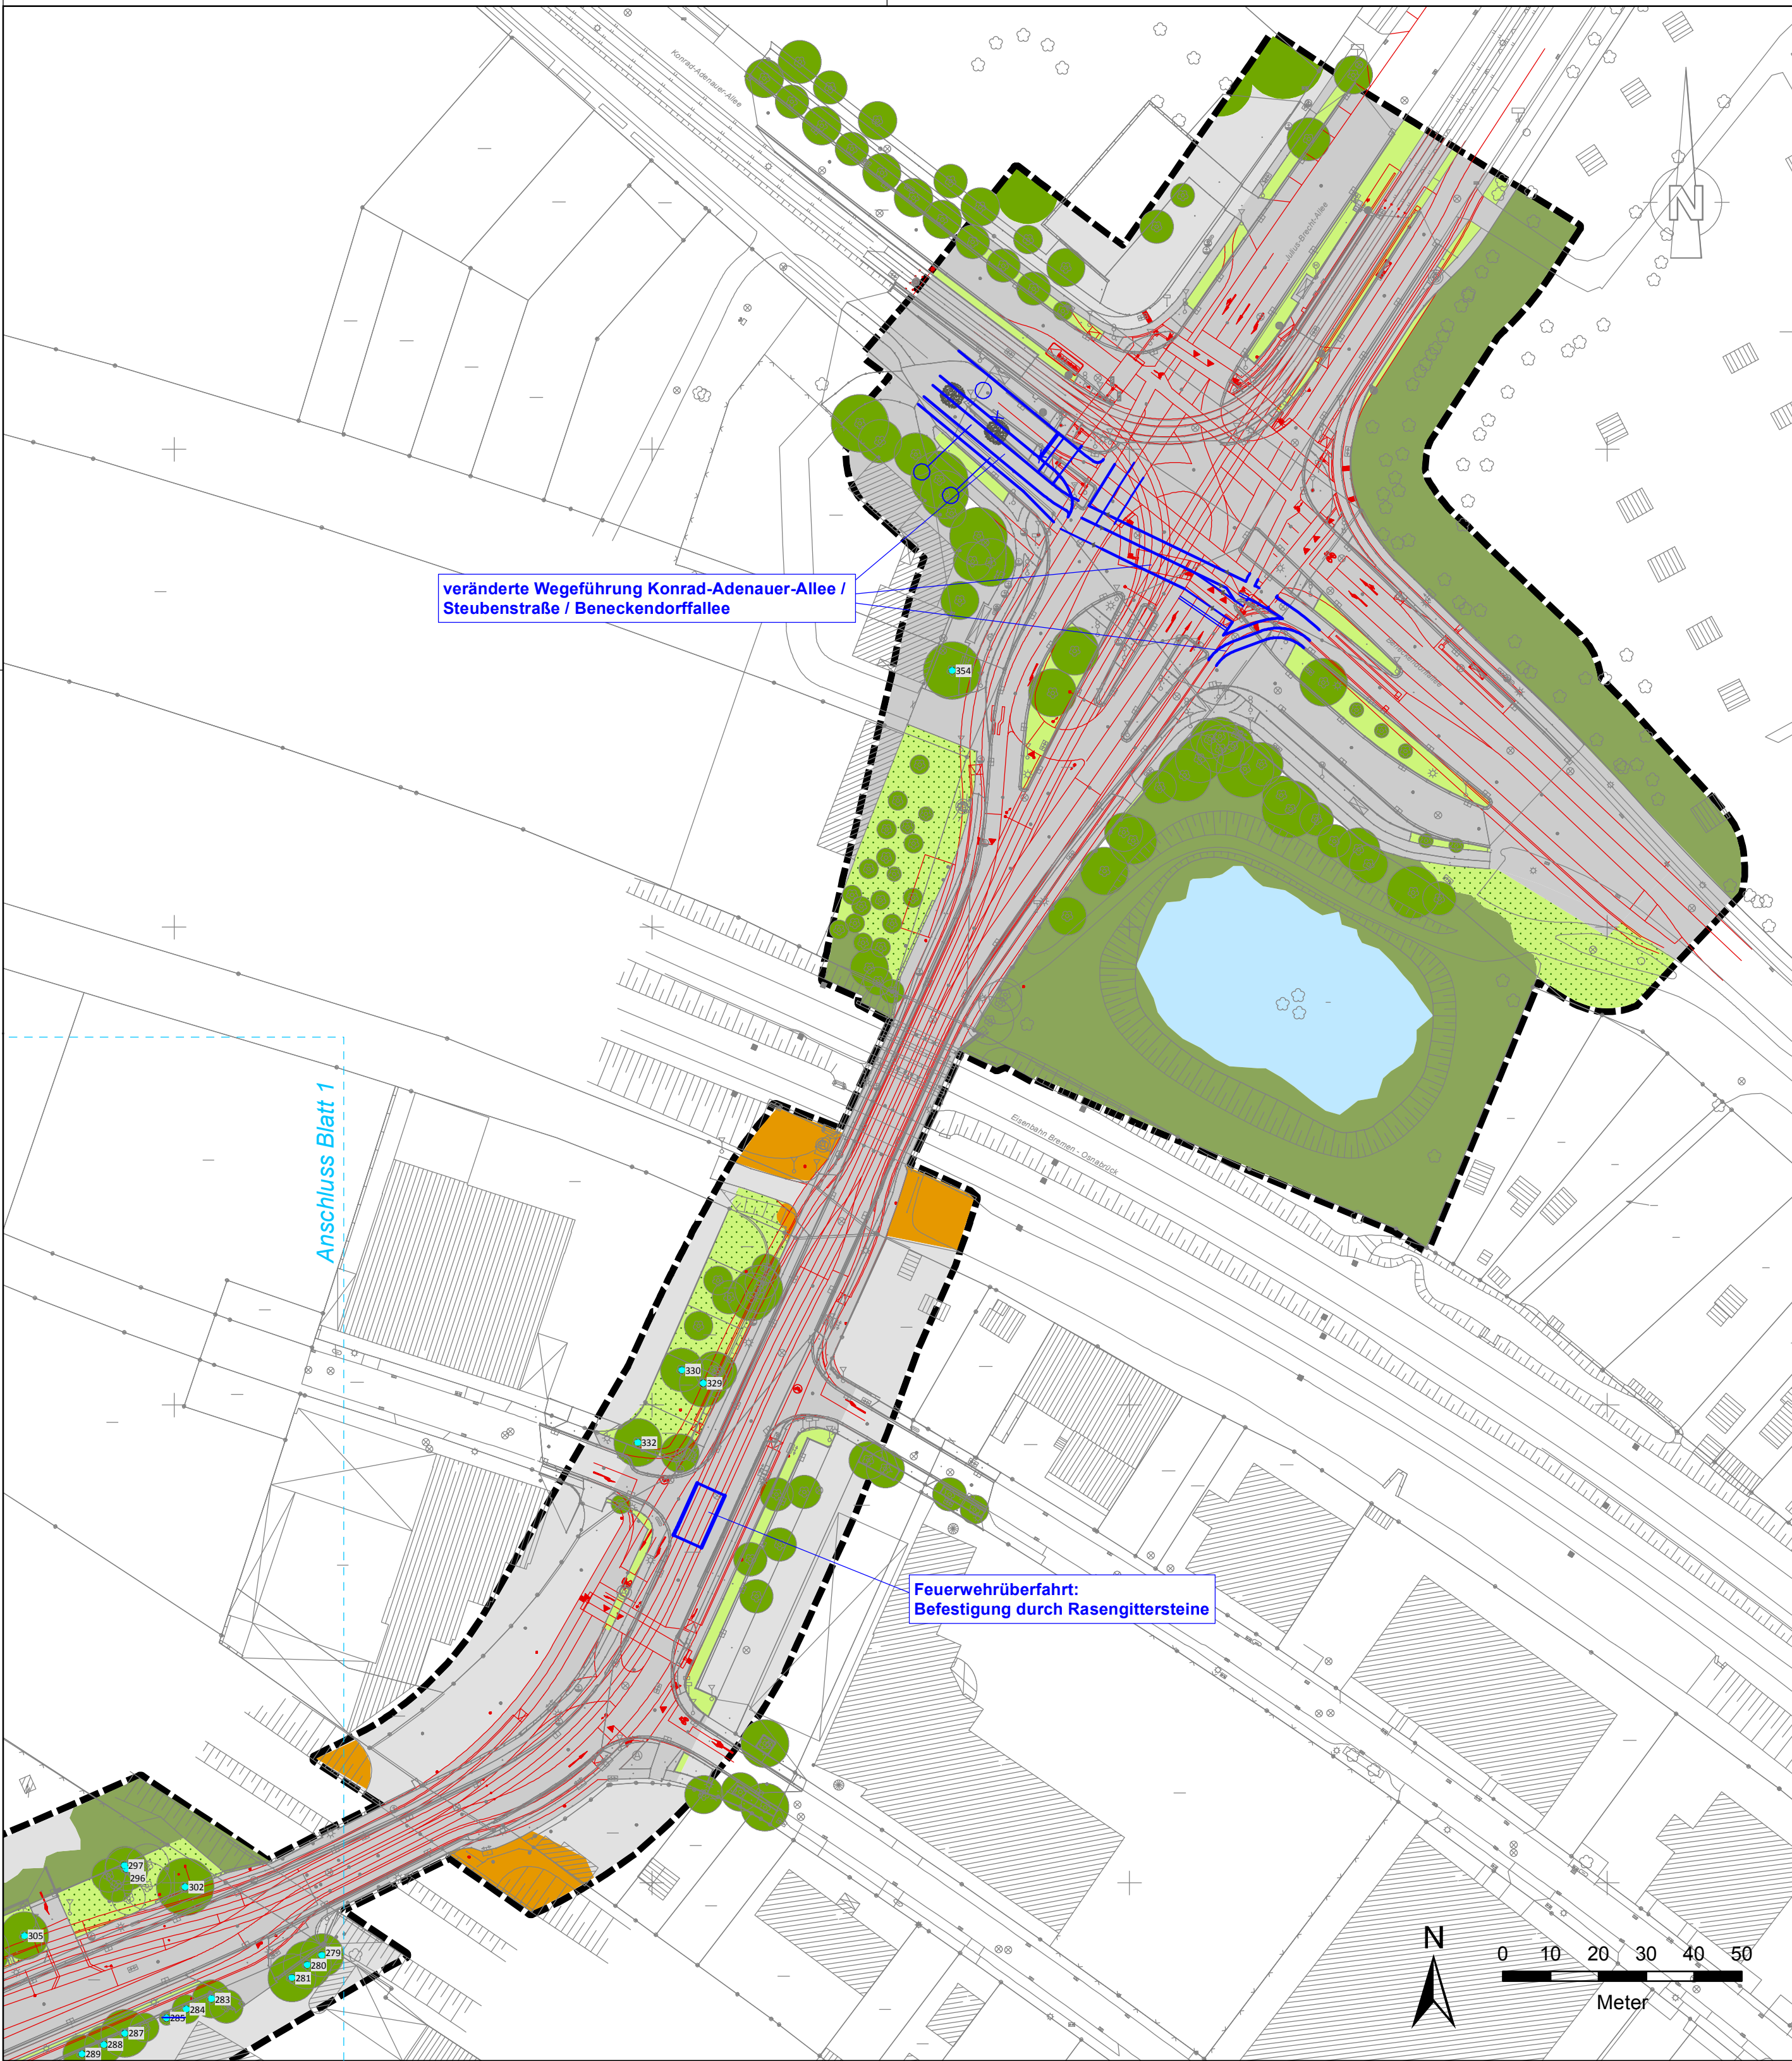 Konrad-Adenauer-Allee
Julius-Brecht-Allee
N
veränderte Wegeführung Konrad-Adenauer-Allee /
Steubenstraße / Beneckendorffallee
354
Anschluss Blatt 1
Eisenbahn Bremen - Osnabrück
330
329
332
Feuerwehrüberfahrt:
Befestigung durch Rasengittersteine
297
296
302
305
279
280
281
283
284
285
287
288
289
N
0 10 20 30 40 50
Meter